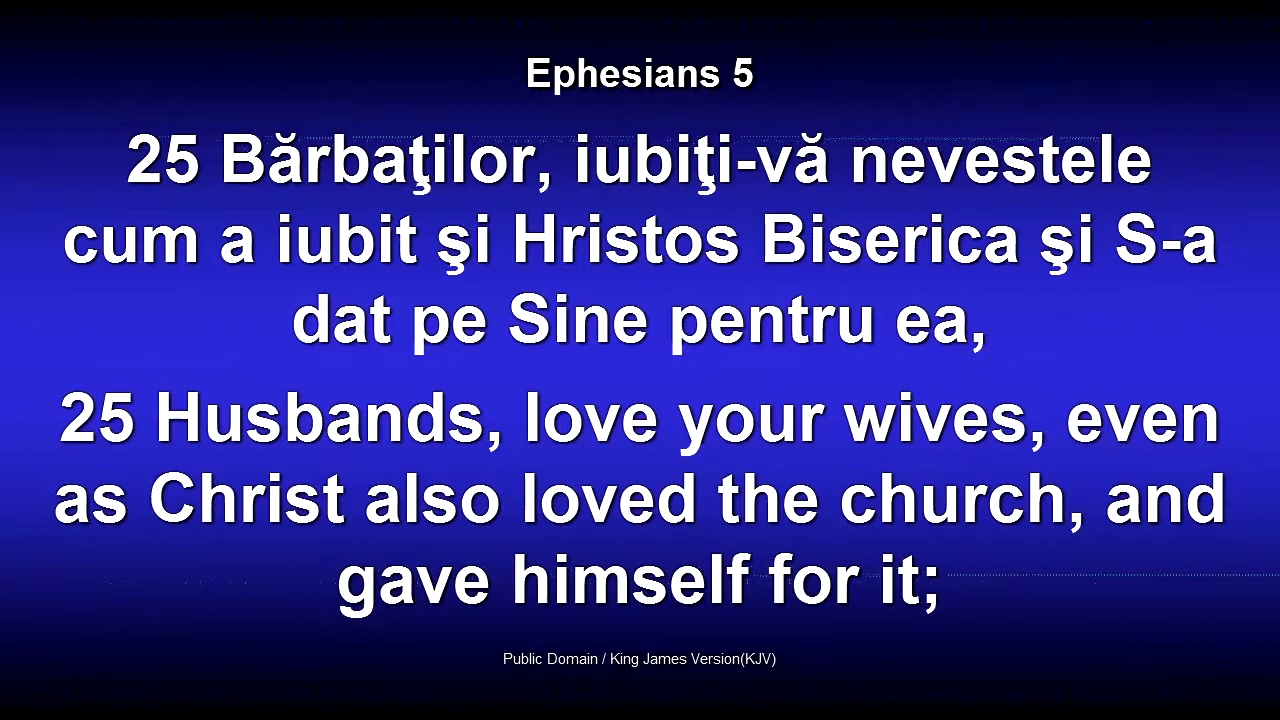 Ephesians 5
25 Bărbaţilor, iubiţi-vă nevestele
cum a iubit şi Hristos Biserica şi S-a
dat pe Sine pentru ea,
25 Husbands, love your wives, even
as Christ also loved the church, and
gave himself for it;
Public Domain / King James Version(KJV)